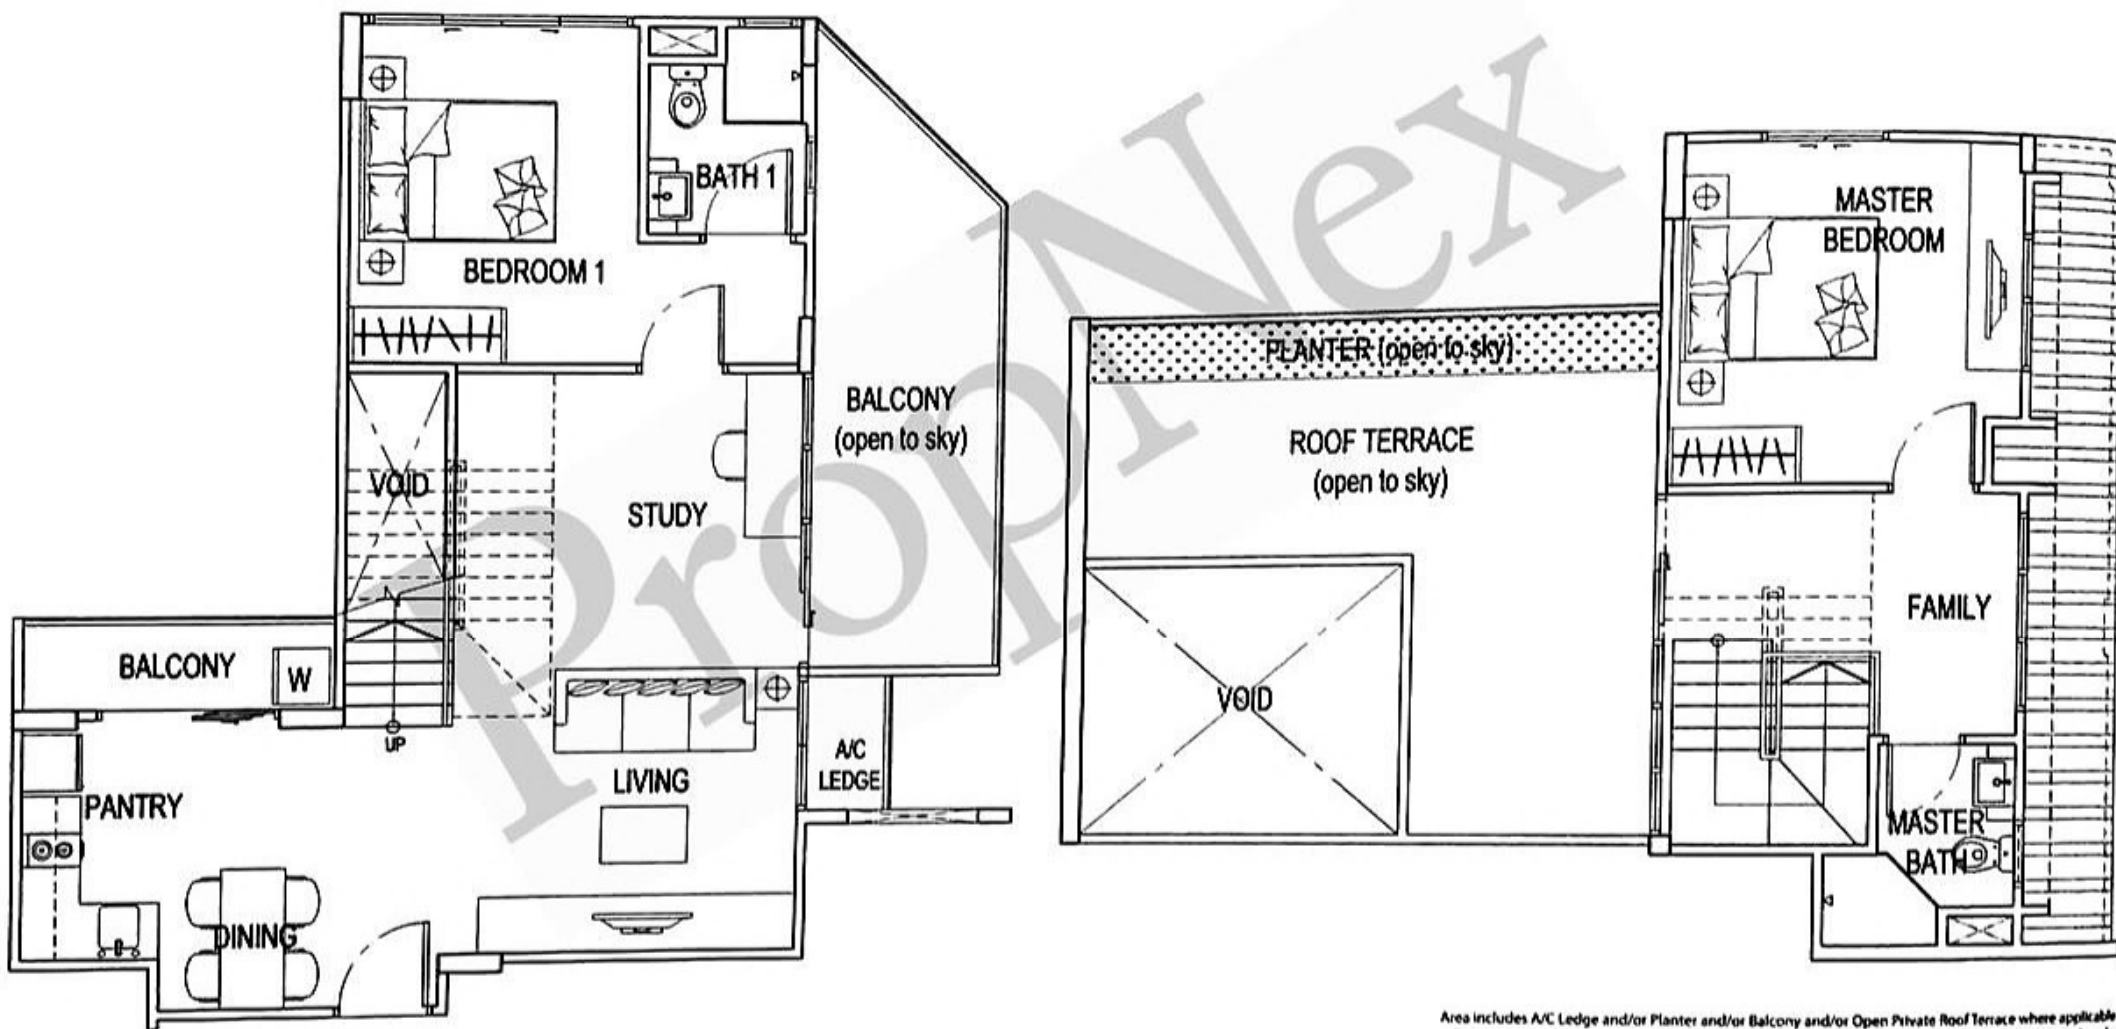 BATH 1
BEDROOM 1
BALCONY
(open to sky)
VOID
STUDY
BALCONY
W
UP
A/C
LEDGE
LIVING
PANTRY
DINING
MASTER
BEDROOM
PLANTER (open to sky)
ROOF TERRACE
(open to sky)
FAMILY
VOID
MASTER
BATH
PropNex
Area includes A/C Ledge and/or Planter and/or Balcony and/or Open Private Roof Terrace where applicable